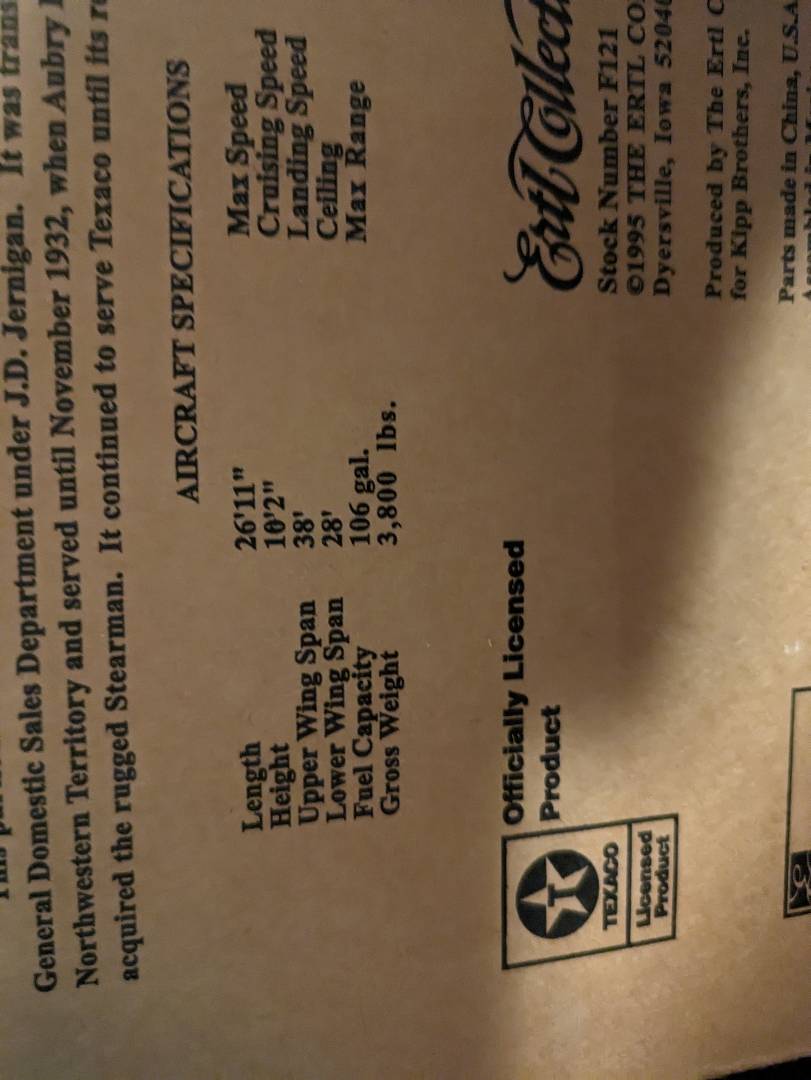 General Domestic Sales Department under J.D. Jernigan. It was
Northwestern Territory and served until November 1932, when Aubry
acquired the rugged Stearman. It continued to serve Texaco until its
AIRCRAFT SPECIFICATIONS
Length 26'11" Max Speed
Height 10'2" Cruising Speed
Upper Wing Span 38' Landing Speed
Lower Wing Span 28' Ceiling
Fuel Capacity 106 gal. Max Range
Gross Weight 3,800 lbs.
TEXACO
Licensed
Product
Officially Licensed
Product
Ertl
Stock Number F121
©1995 THE ERTL CO.
Dyersville, Iowa
Produced by The Ertl
for Kipp Brothers, Inc.
Parts made in China, U.S.A